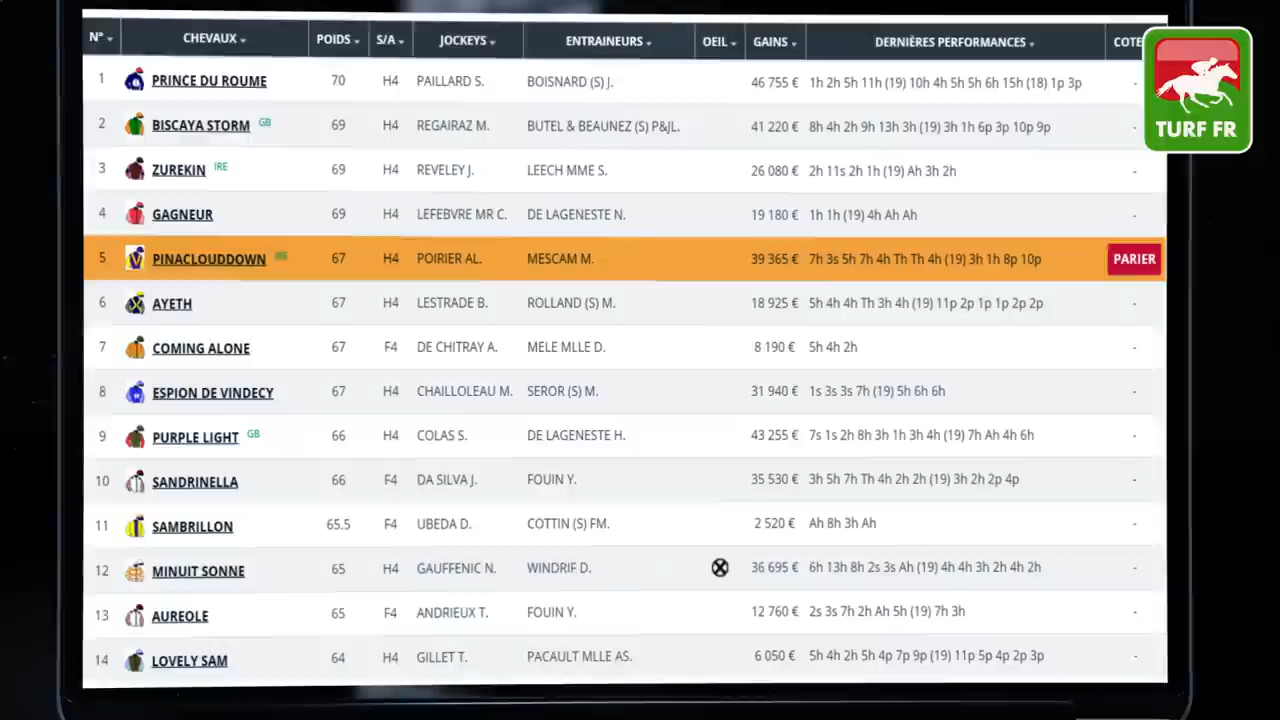 N° CHEVAUX POIDS S/A JOCKEYS ENTRAINEURS OEIL GAINS DERNIÈRES PERFORMANCES COTE
1 PRINCE DU ROUME 70 H4 PAILLARD S. BOISNARD (S) J. 46 755 € 1h 2h 5h 11h (19) 10h 4h 5h 5h 6h 15h (18) 1p 3p -
2 BISCAYA STORM GB 69 H4 REGAIRAZ M. BUTEL & BEAUNEZ (S) P&JL. 41 220 € 8h 4h 2h 9h 13h 3h (19) 3h 1h 6p 3p 10p 9p -
3 ZUREKIN IRE 69 H4 REVELEY J. LEECH MME S. 26 080 € 2h 11s 2h 1h (19) Ah 3h 2h -
4 GAGNEUR 69 H4 LEFEBVRE MR C. DE LAGENESTE N. 19 180 € 1h 1h (19) 4h Ah Ah -
5 PINACLOUDDOWN IRE 67 H4 POIRIER AL. MESCAM M. 39 365 € 7h 3s 5h 7h 4h Th Th 4h (19) 3h 1h 8p 10p PARIER
6 AYETH 67 H4 LESTRADE B. ROLLAND (S) M. 18 925 € 5h 4h 4h Th 3h 4h (19) 11p 2p 1p 1p 2p 2p -
7 COMING ALONE 67 F4 DE CHITRAY A. MELE MLLE D. 8 190 € 5h 4h 2h -
8 ESPION DE VINDECY 67 H4 CHAILLOLEAU M. SEROR (S) M. 31 940 € 1s 3s 3s 7h (19) 5h 6h 6h -
9 PURPLE LIGHT GB 66 H4 COLAS S. DE LAGENESTE H. 43 255 € 7s 1s 2h 8h 3h 1h 3h 4h (19) 7h Ah 4h 6h -
10 SANDRINELLA 66 F4 DA SILVA J. FOUIN Y. 35 530 € 3h 5h 7h Th 4h 2h 2h (19) 3h 2h 2p 4p -
11 SAMBRILLON 65.5 F4 UBEDA D. COTTIN (S) FM. 2 520 € Ah 8h 3h Ah -
12 MINUIT SONNE 65 H4 GAUFFENIC N. WINDRIF D. 36 695 € 6h 13h 8h 2s 3s Ah (19) 4h 4h 3h 2h 4h 2h -
13 AUREOLE 65 F4 ANDRIEUX T. FOUIN Y. 12 760 € 2s 3s 7h 2h Ah 5h (19) 7h 3h -
14 LOVELY SAM 64 H4 GILLET T. PACAULT MLLE AS. 6 050 € 5h 4h 2h 5h 4p 7p 9p (19) 11p 5p 4p 2p 3p -
TURF FR